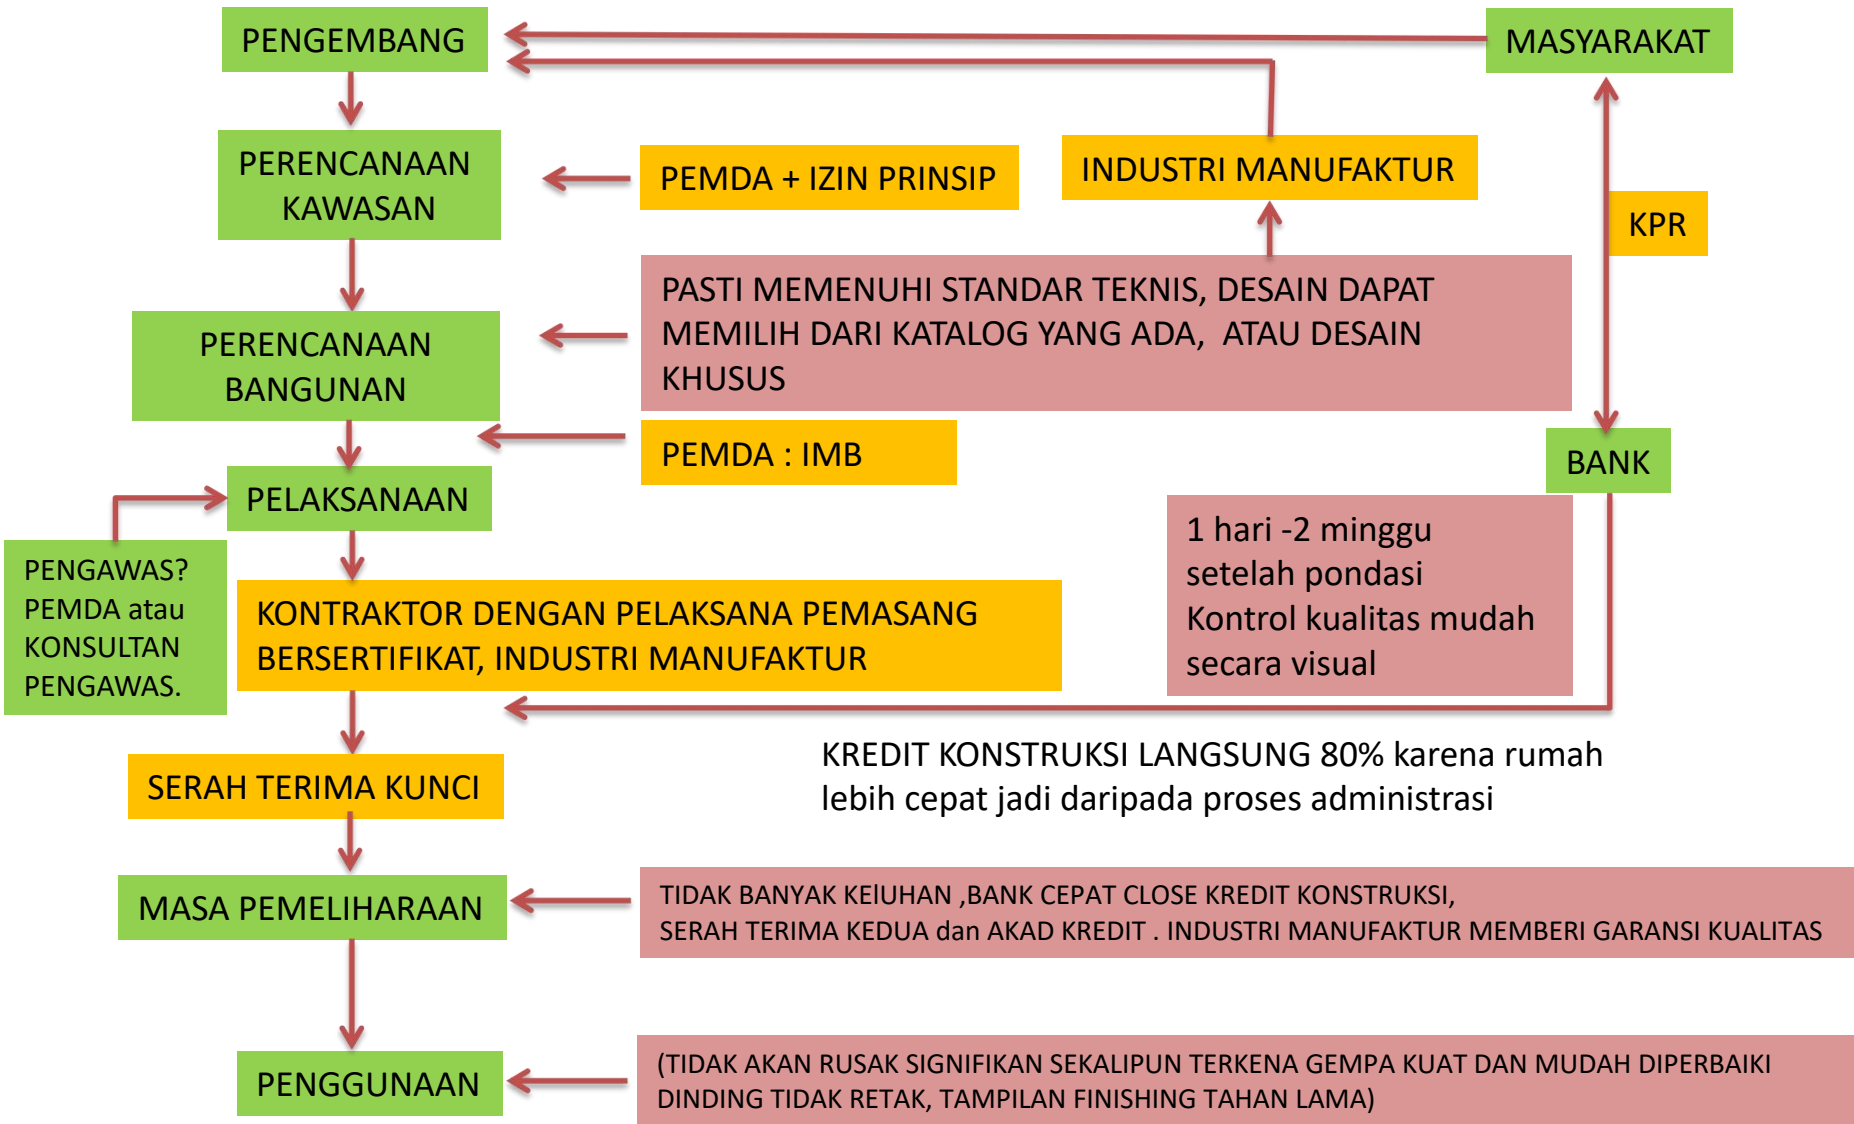 PENGEMBANG
MASYARAKAT
PERENCANAAN
KAWASAN
PEMDA + IZIN PRINSIP
INDUSTRI MANUFAKTUR
KPR
PERENCANAAN
BANGUNAN
PASTI MEMENUHI STANDAR TEKNIS, DESAIN DAPAT
MEMILIH DARI KATALOG YANG ADA, ATAU DESAIN
KHUSUS
PEMDA : IMB
BANK
PELAKSANAAN
1 hari -2 minggu
setelah pondasi
Kontrol kualitas mudah
secara visual
PENGAWAS?
PEMDA atau
KONSULTAN
PENGAWAS.
KONTRAKTOR DENGAN PELAKSANA PEMASANG
BERSERTIFIKAT, INDUSTRI MANUFAKTUR
KREDIT KONSTRUKSI LANGSUNG 80% karena rumah
lebih cepat jadi daripada proses administrasi
SERAH TERIMA KUNCI
MASA PEMELIHARAAN
TIDAK BANYAK KElUHAN ,BANK CEPAT CLOSE KREDIT KONSTRUKSI,
SERAH TERIMA KEDUA dan AKAD KREDIT . INDUSTRI MANUFAKTUR MEMBERI GARANSI KUALITAS
PENGGUNAAN
(TIDAK AKAN RUSAK SIGNIFIKAN SEKALIPUN TERKENA GEMPA KUAT DAN MUDAH DIPERBAIKI
DINDING TIDAK RETAK, TAMPILAN FINISHING TAHAN LAMA)